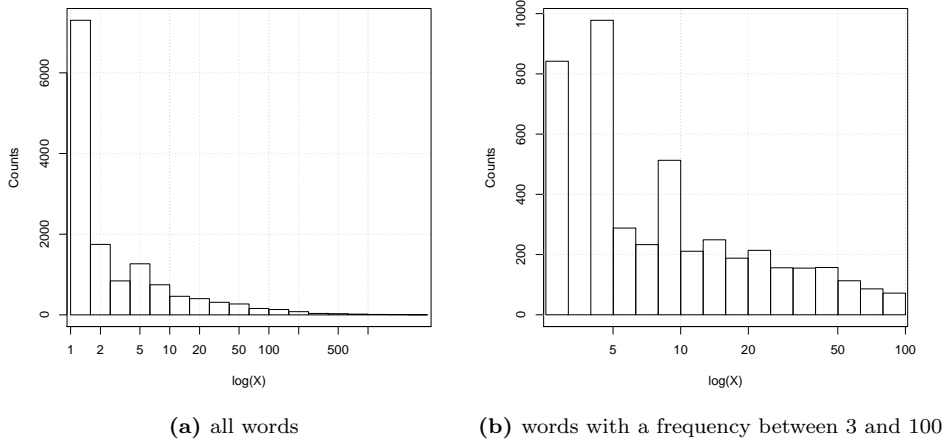 Counts
6000
4000
2000
0
1 2 5 10 20 50 100 500
log(X)
(a) all words
Counts
1000
800
600
400
200
0
5 10 20 50 100
log(X)
(b) words with a frequency between 3 and 100